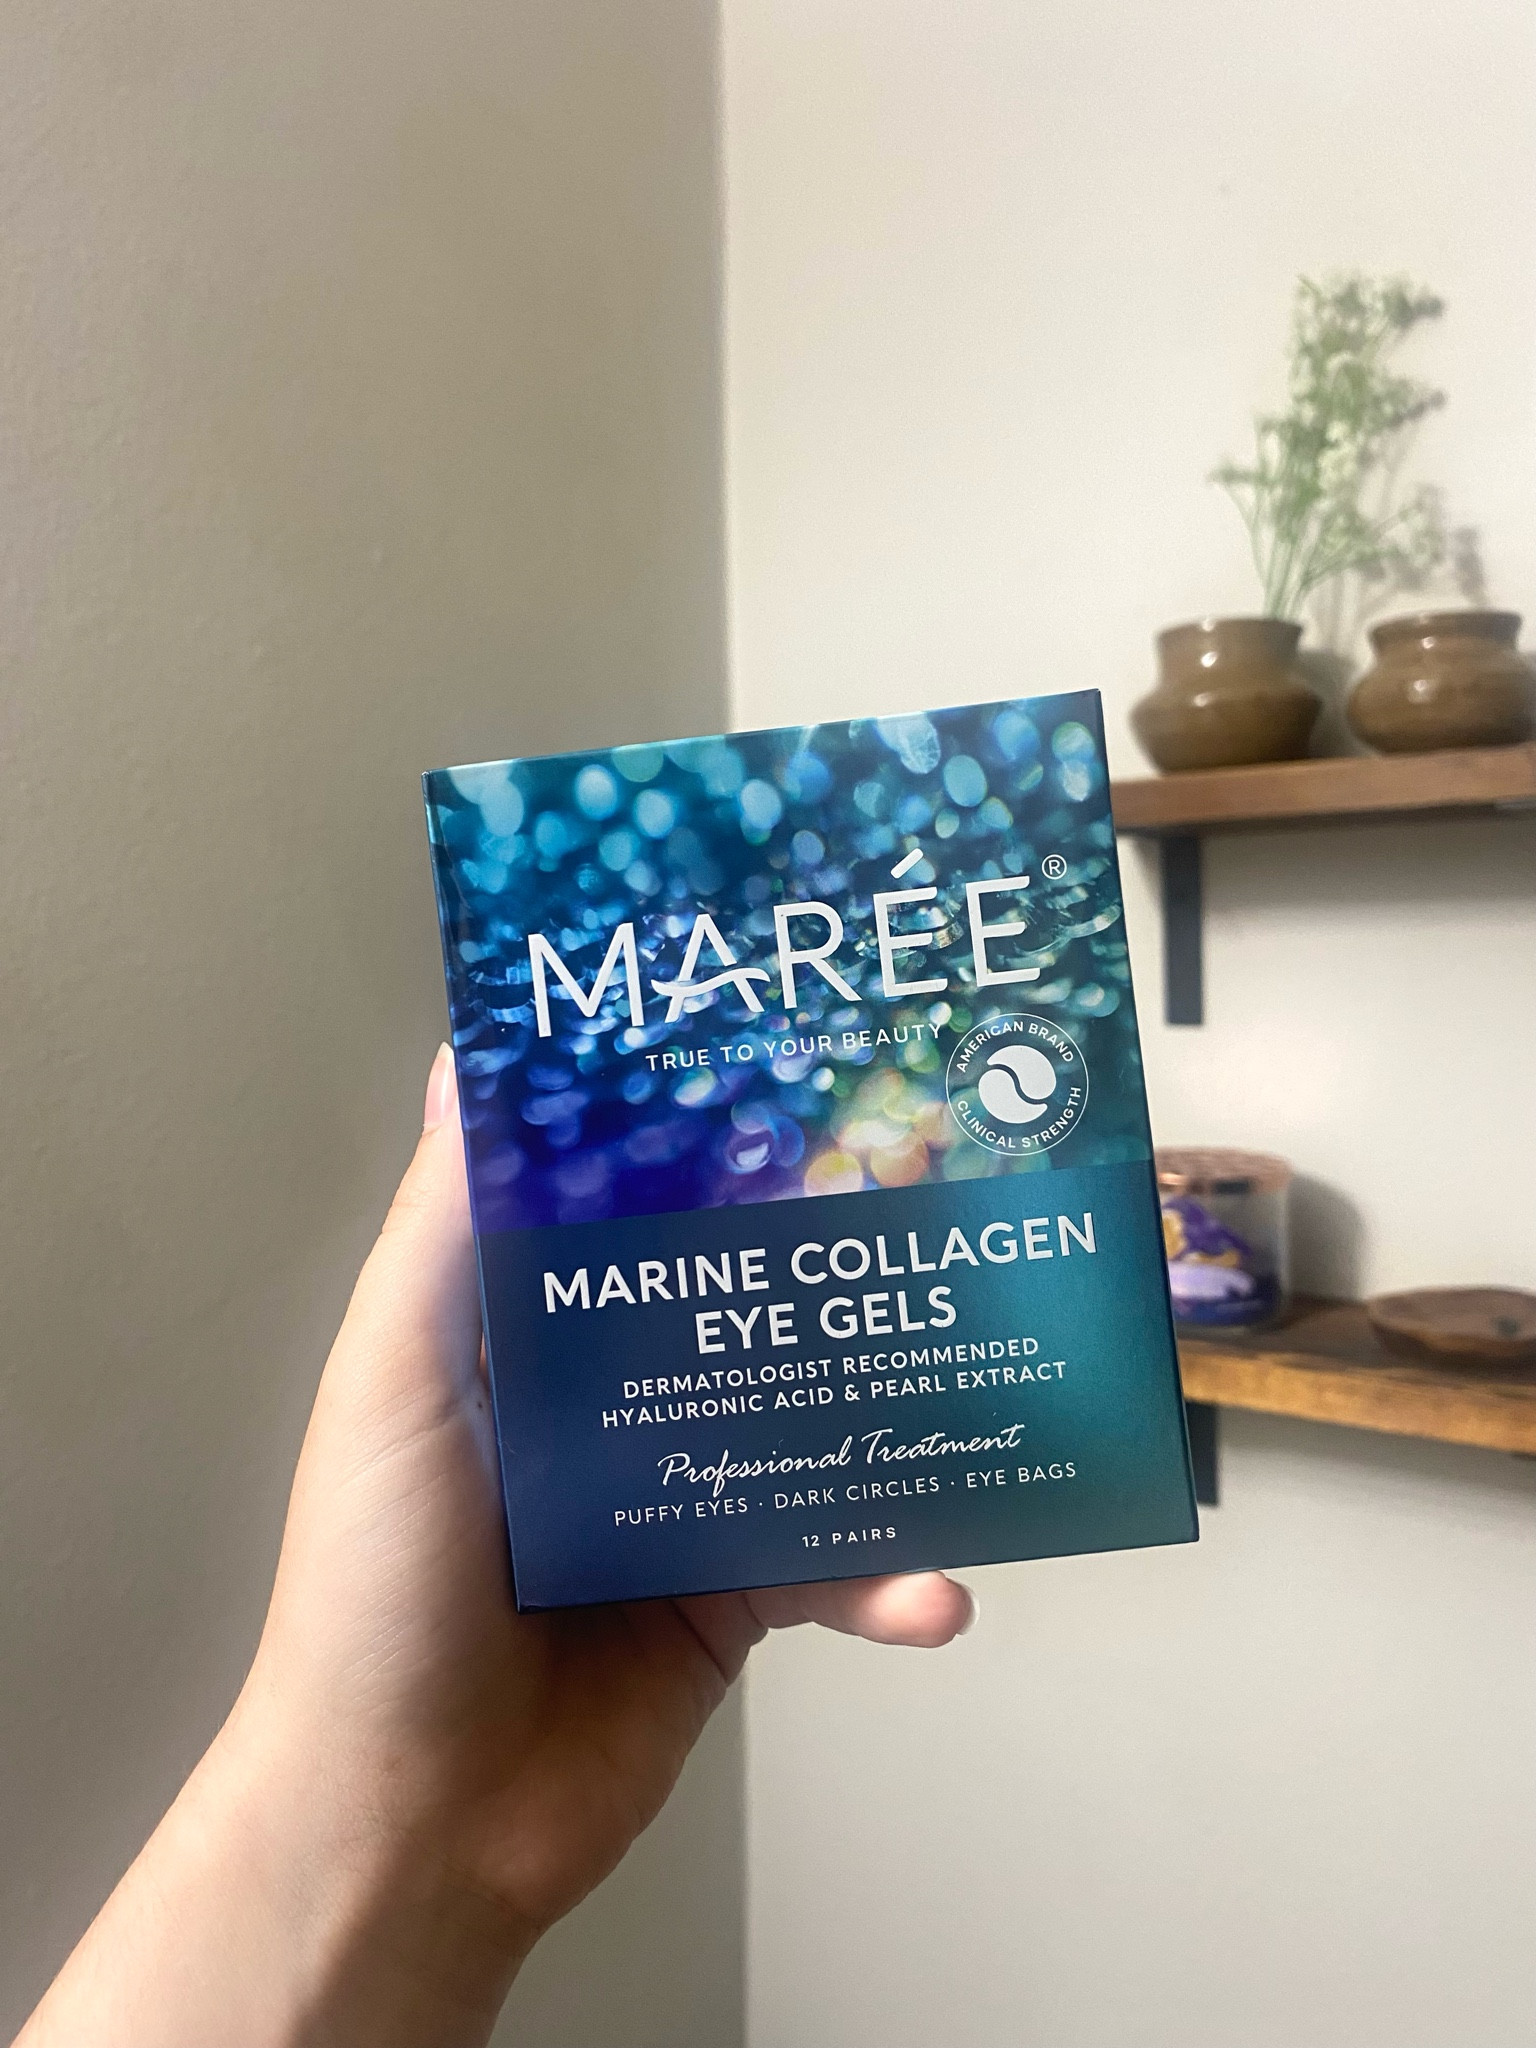 MARÉE®
TRUE TO YOUR BEAUTY
AMERICAN BRAND
CLINICAL STRENGTH
MARINE COLLAGEN
EYE GELS
DERMATOLOGIST RECOMMENDED
HYALURONIC ACID & PEARL EXTRACT
Professional Treatment
PUFFY EYES · DARK CIRCLES · EYE BAGS
12 PAIRS